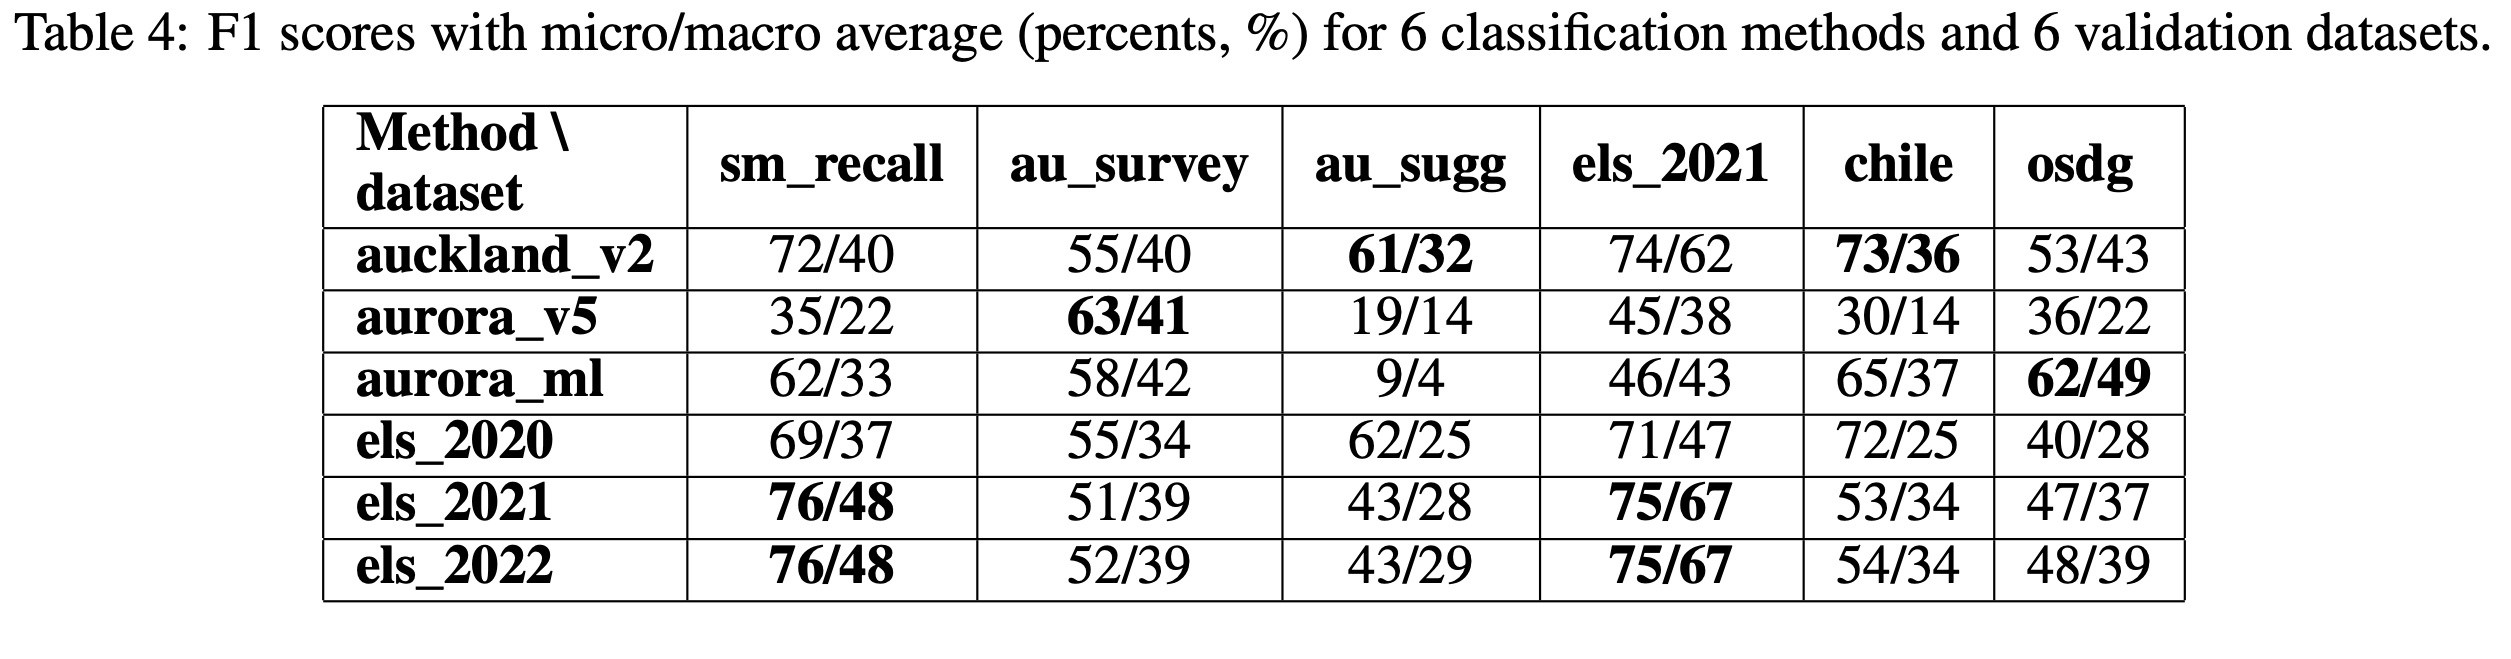 Table 4: F1 scores with micro/macro average (percents, %) for 6 classification methods and 6 validation datasets.
Method \ dataset sm_recall au_survey au_sugg els_2021 chile osdg
auckland_v2 72/40 55/40 61/32 74/62 73/36 53/43
aurora_v5 35/22 63/41 19/14 45/38 30/14 36/22
aurora_ml 62/33 58/42 9/4 46/43 65/37 62/49
els_2020 69/37 55/34 62/25 71/47 72/25 40/28
els_2021 76/48 51/39 43/28 75/67 53/34 47/37
els_2022 76/48 52/39 43/29 75/67 54/34 48/39